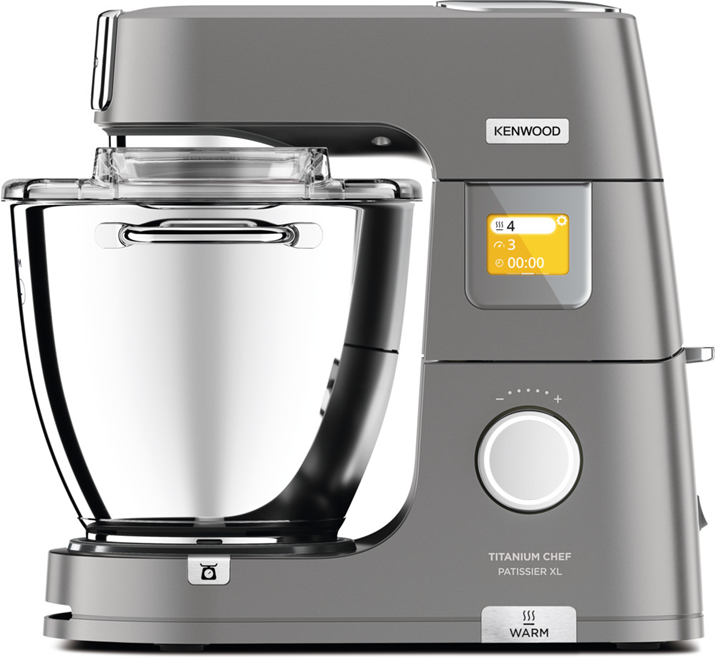 KENWOOD
4
3
00:00
− +
TITANIUM CHEF
PATISSIER XL
WARM